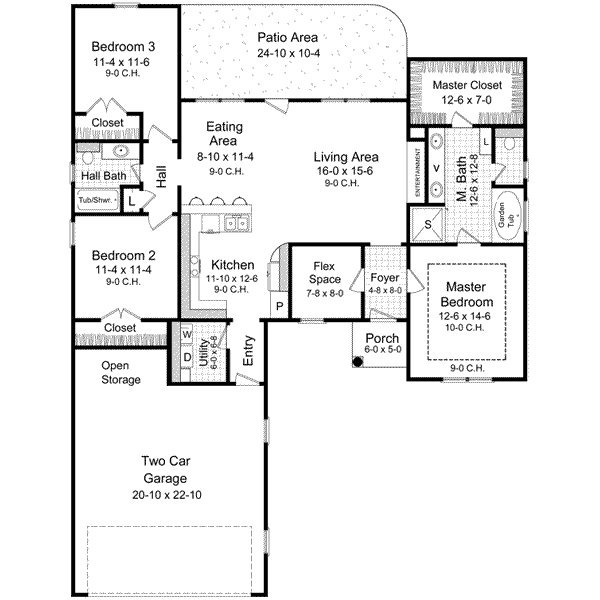 Bedroom 3
11-4 x 11-6
9-0 C.H.
Patio Area
24-10 x 10-4
Master Closet
12-6 x 7-0
Closet
Eating
Area
8-10 x 11-4
9-0 C.H.
Living Area
16-0 x 15-6
9-0 C.H.
ENTERTAINMENT
V
M. Bath
12-6 x 12-8
L
Garden
Tub
S
Hall Bath
Tub/Shwr.
L
Hall
Bedroom 2
11-4 x 11-4
9-0 C.H.
Kitchen
11-10 x 12-6
9-0 C.H.
P
Flex
Space
7-8 x 8-0
Foyer
4-8 x 8-0
Master
Bedroom
12-6 x 14-6
10-0 C.H.
9-0 C.H.
Closet
W
D
Utility
6-0 x 6-8
Entry
Porch
6-0 x 5-0
Open
Storage
Two Car
Garage
20-10 x 22-10